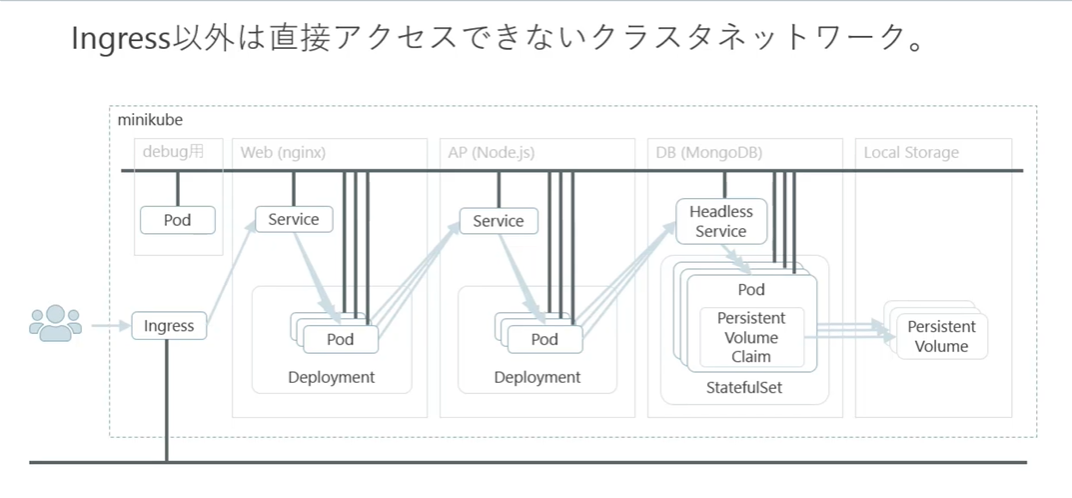 Ingress以外は直接アクセスできないクラスタネットワーク。
minikube
debug用
Pod
Ingress
Web (nginx)
Service
Pod
Deployment
AP (Node.js)
Service
Pod
Deployment
DB (MongoDB)
Headless
Service
Pod
Persistent
Volume
Claim
StatefulSet
Local Storage
Persistent
Volume